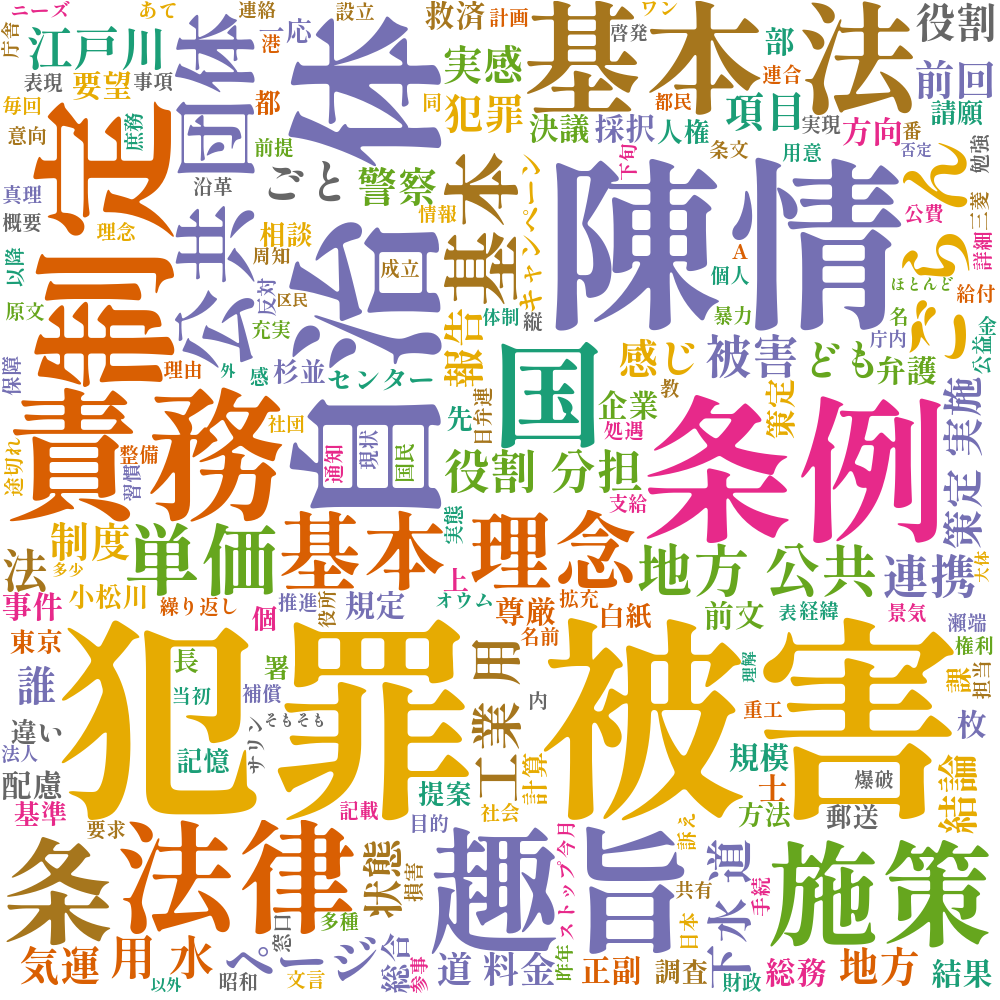 ニーズ
あて
連絡
設立
救済
計画
ワン
役割
庁舎
江戸川
団体
港
応
自治体
実感
基本法
啓発
部
前回
表現
要望
事項
連合
毎回
制定
都
同
犯罪
都民
項目
実現
請願
意向
庶務
前提
決議
採択
人権
方向
番
条文
用意
否定
ごらん
勉強
沿革
ごと
警察
基本
キャンペーン
下旬
陳情
真理
公共
情報
公費
三菱
概要
理念
相談
周知
成立
A
個人
詳細
以降
反対
区民
ほとんど
給付
原文
充実
体制
縦
暴力
名
庁内
金
公益
保障
理由
外
感
杉並
センター
報告
国
感じ
被害
ども
弁護
責務
社団
先
日弁連
教
企業
処遇
策定
実施
途切れ
整備
習慣
通知
現状
国民
役割 分担
条例
支給
制度
単価
基本 理念
実態
地方 公共
策定
法
多少
連携
大体
事件
小松川
繰り返し
個
推進
役所
規定
上
オウム
尊厳
拡充
白紙
前文
表
経緯
景気
瀬端
東京
犯罪 被害
名前
権利
誰
長
署
工業 用
理解
課
担当
当初
補償
内
違い
サリン
そもそも
重工
枚
法人
記憶
規模
配慮
計算
士
爆破
結論
基準
記載
提案
社会
方法
郵送
要求
目的
条
法律
状態
損害
趣旨
ストップ
今月
訴え
下水道
施策
共有
手続
多種
窓口
日本
気運
用水
ページ
総合
参事
道
料金
昨年
正副
調査
財政
総務
地方
結果
以外
昭和
文言